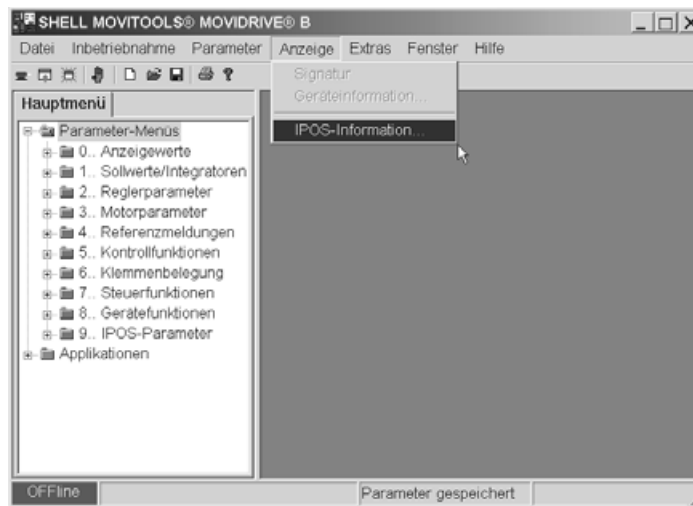 SHELL MOVITOOLS® MOVIDRIVE® B
Datei Inbetriebnahme Parameter Anzeige Extras Fenster Hilfe
Signatur
Geräteinformation...
IPOS-Information...
Hauptmenü
Parameter-Menüs
0.. Anzeigewerte
1.. Sollwerte/Integratoren
2.. Reglerparameter
3.. Motorparameter
4.. Referenzmeldungen
5.. Kontrollfunktionen
6.. Klemmenbelegung
7.. Steuerfunktionen
8.. Gerätefunktionen
9.. IPOS-Parameter
Applikationen
OFFline
Parameter gespeichert